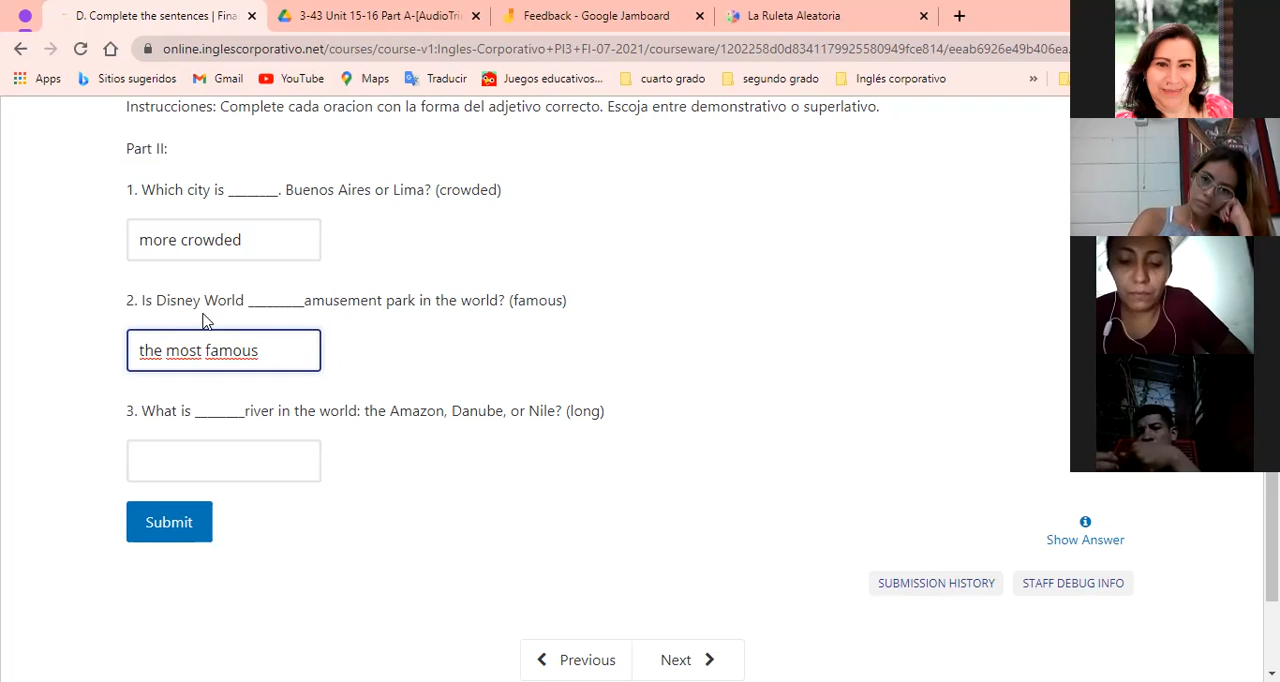 D. Complete the sentences | Fina
3-43 Unit 15-16 Part A-[AudioTri
Feedback - Google Jamboard
La Ruleta Aleatoria
online.inglescorporativo.net/courses/course-v1:Ingles-Corporativo+PI3+FI-07-2021/courseware/1202258d0d8341179925580949fce814/eeab6926e49b406ea
Apps
Sitios sugeridos
Gmail
YouTube
Maps
Traducir
Juegos educativos...
cuarto grado
segundo grado
Inglés corporativo
»
Instrucciones: Complete cada oracion con la forma del adjetivo correcto. Escoja entre demonstrativo o superlativo.
Part II:
1. Which city is _______. Buenos Aires or Lima? (crowded)
more crowded
2. Is Disney World ________amusement park in the world? (famous)
the most famous
3. What is _______river in the world: the Amazon, Danube, or Nile? (long)
Submit
Show Answer
SUBMISSION HISTORY
STAFF DEBUG INFO
Previous
Next